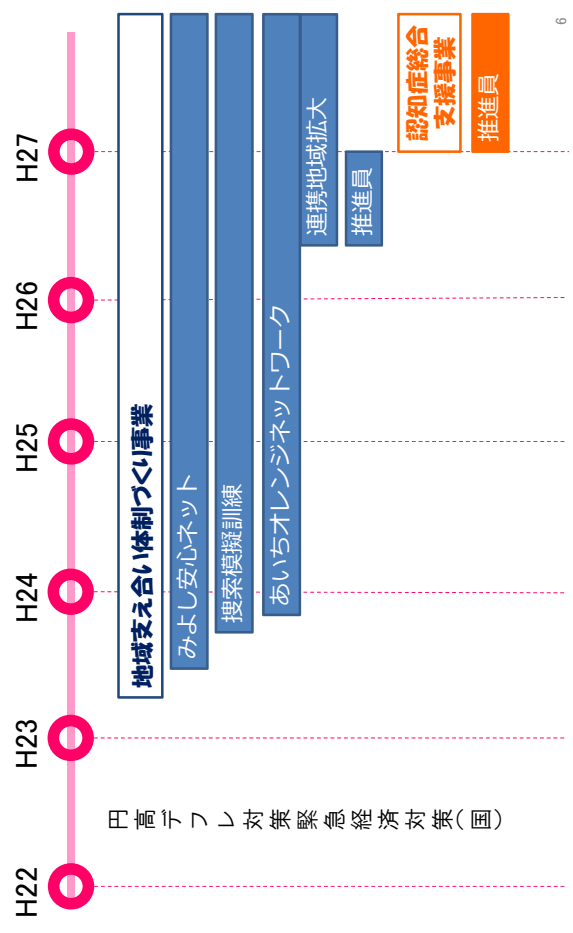 H22
H23
H24
H25
H26
H27
円高デフレ対策緊急経済対策(国)
地域支え合い体制づくり事業
みよし安心ネット
捜索模擬訓練
あいちオレンジネットワーク
連携地域拡大
推進員
認知症総合
支援事業
推進員
6